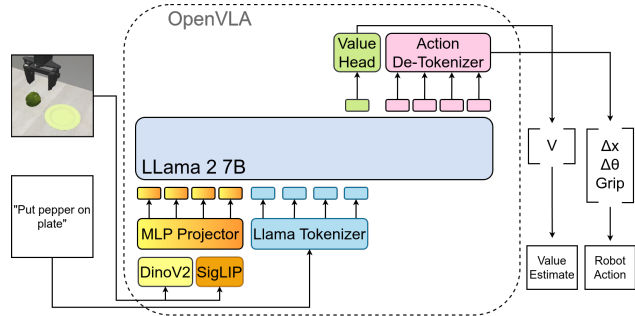 OpenVLA
Value
Head
Action
De-Tokenizer
LLama 2 7B
V
Δx
Δθ
Grip
"Put pepper on
plate"
MLP Projector
Llama Tokenizer
DinoV2
SigLIP
Value
Estimate
Robot
Action